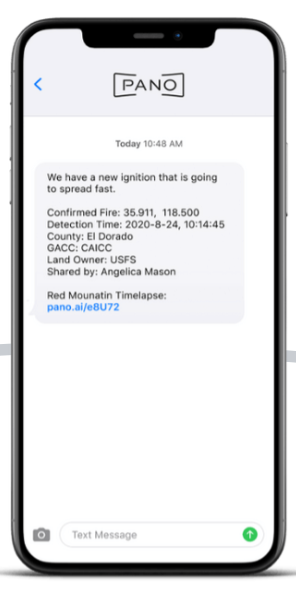 PANO
Today 10:48 AM
We have a new ignition that is going
to spread fast.
Confirmed Fire: 35.911, 118.500
Detection Time: 2020-8-24, 10:14:45
County: El Dorado
GACC: CAICC
Land Owner: USFS
Shared by: Angelica Mason
Red Mounatin Timelapse:
pano.ai/e8U72
Text Message